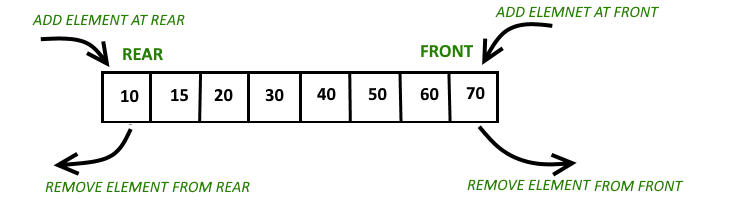 ADD ELEMENT AT REAR
ADD ELEMNET AT FRONT
REAR
FRONT
10 15 20 30 40 50 60 70
REMOVE ELEMENT FROM REAR
REMOVE ELEMENT FROM FRONT